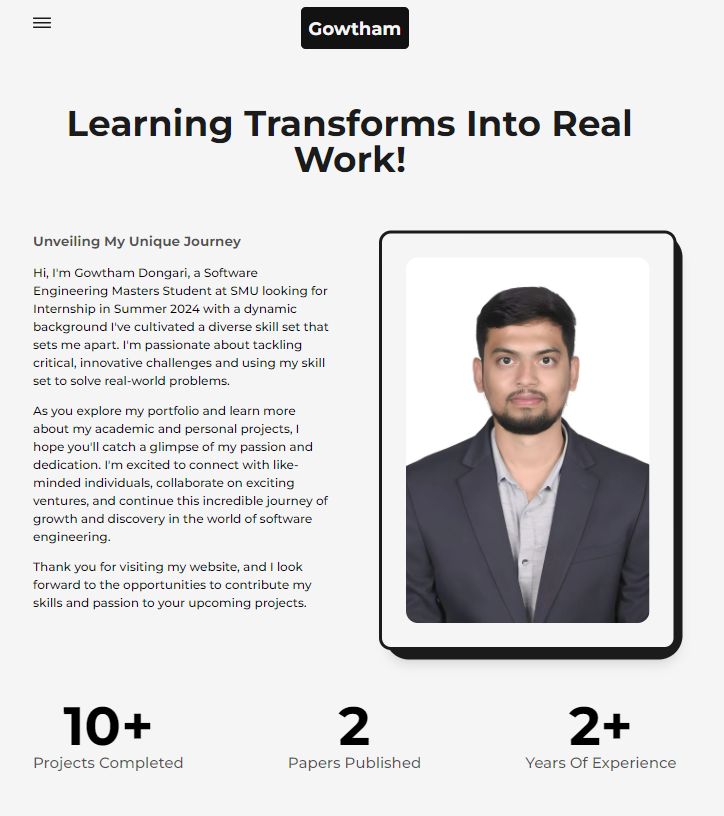 Gowtham
Learning Transforms Into Real
Work!
Unveiling My Unique Journey
Hi, I'm Gowtham Dongari, a Software
Engineering Masters Student at SMU looking for
Internship in Summer 2024 with a dynamic
background I've cultivated a diverse skill set that
sets me apart. I'm passionate about tackling
critical, innovative challenges and using my skill
set to solve real-world problems.
As you explore my portfolio and learn more
about my academic and personal projects, I
hope you'll catch a glimpse of my passion and
dedication. I'm excited to connect with like-
minded individuals, collaborate on exciting
ventures, and continue this incredible journey of
growth and discovery in the world of software
engineering.
Thank you for visiting my website, and I look
forward to the opportunities to contribute my
skills and passion to your upcoming projects.
10+
Projects Completed
2
Papers Published
2+
Years Of Experience